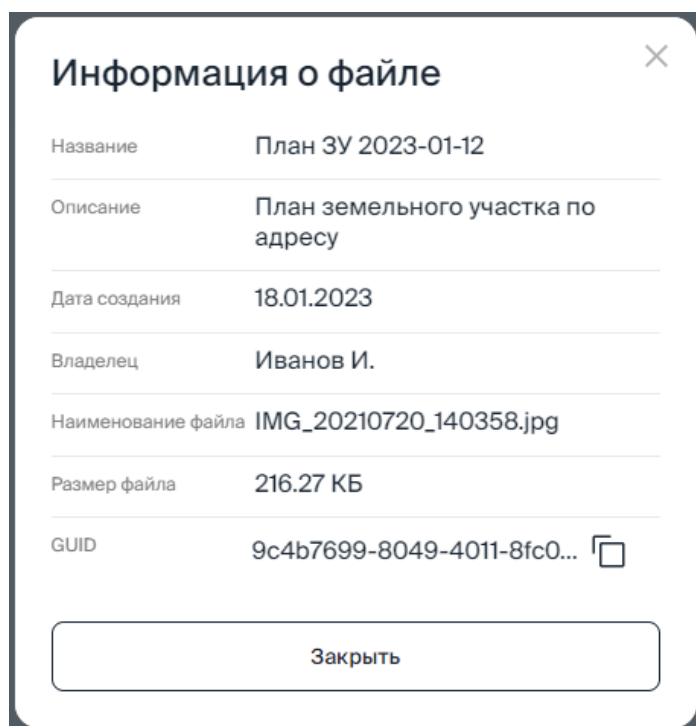 Информация о файле
Название План ЗУ 2023-01-12
Описание План земельного участка по
адресу
Дата создания 18.01.2023
Владелец Иванов И.
Наименование файла IMG_20210720_140358.jpg
Размер файла 216.27 КБ
GUID 9c4b7699-8049-4011-8fc0...
Закрыть